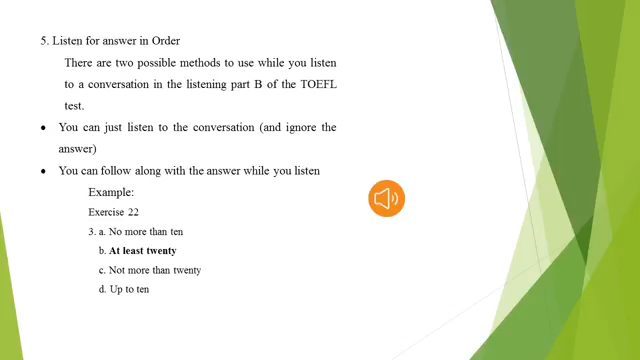 5. Listen for answer in Order
There are two possible methods to use while you listen
to a conversation in the listening part B of the TOEFL
test.
• You can just listen to the conversation (and ignore the
answer)
• You can follow along with the answer while you listen
Example:
Exercise 22
3. a. No more than ten
b. At least twenty
c. Not more than twenty
d. Up to ten